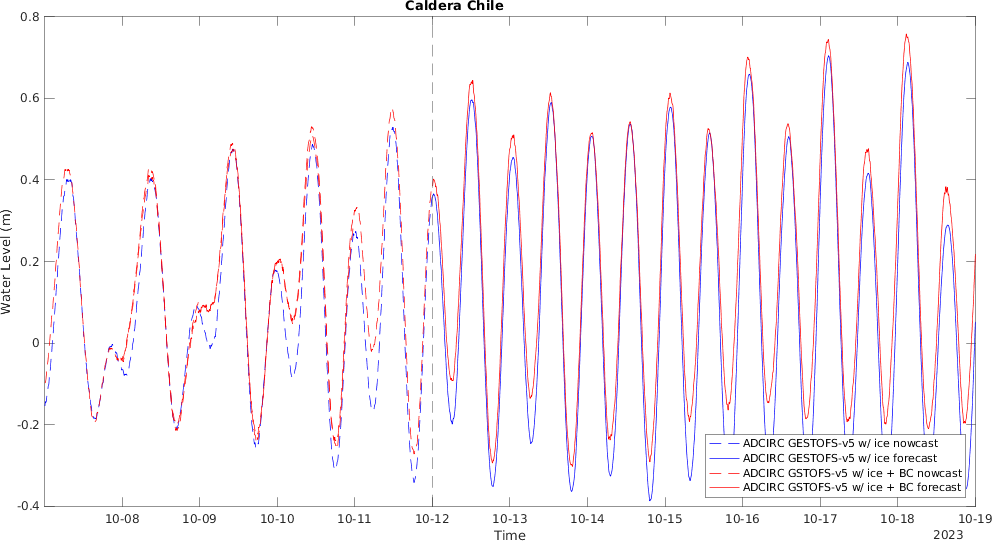 Caldera Chile
0.8
0.6
0.4
0.2
0
-0.2
-0.4
Water Level (m)
ADCIRC GESTOFS-v5 w/ ice nowcast
ADCIRC GESTOFS-v5 w/ ice forecast
ADCIRC GSTOFS-v5 w/ ice + BC nowcast
ADCIRC GSTOFS-v5 w/ ice + BC forecast
10-08 10-09 10-10 10-11 10-12 10-13 10-14 10-15 10-16 10-17 10-18 10-19
Time
2023